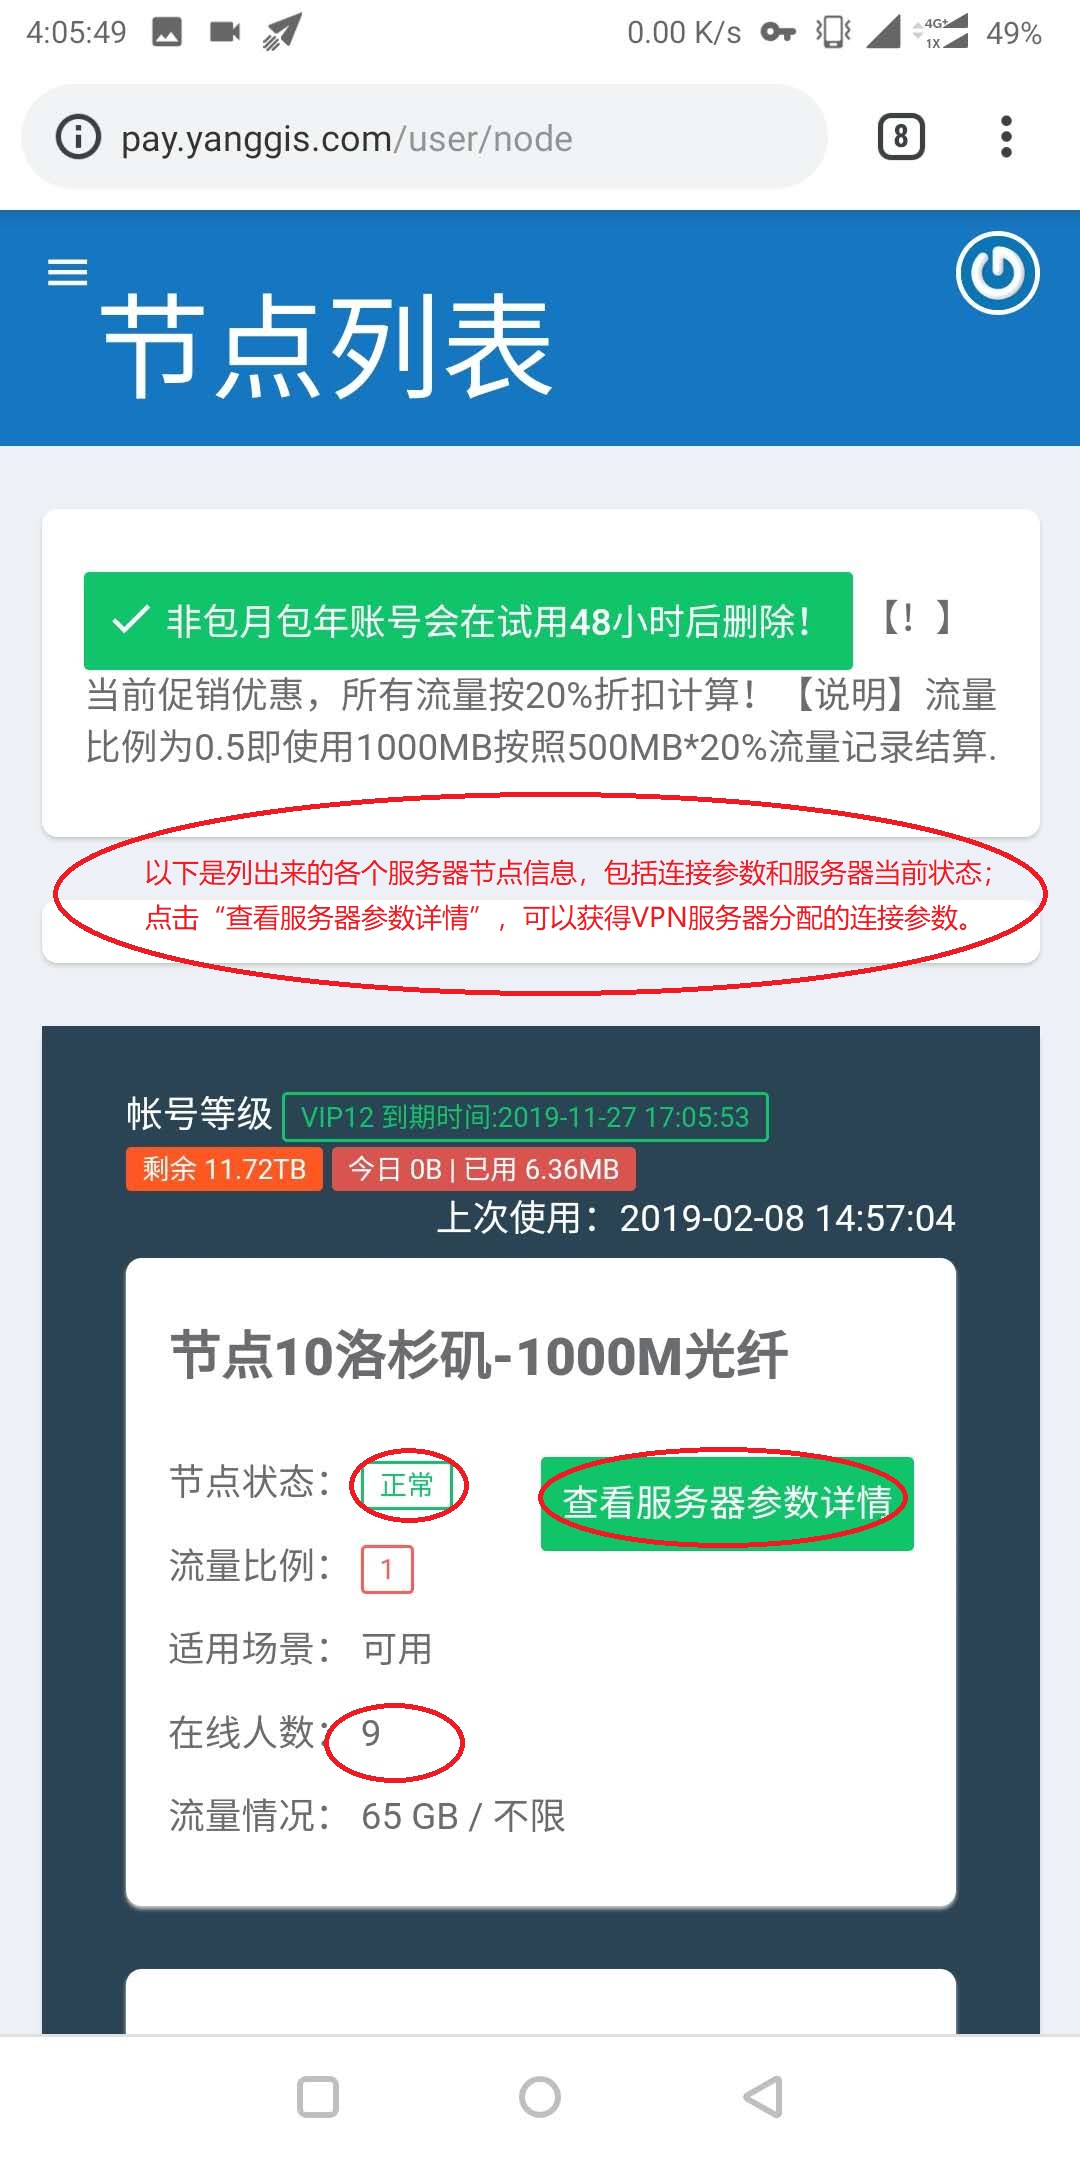 4:05:49 0.00 K/s 4G+ 1X 49%
pay.yanggis.com/user/node 8
节点列表
非包月包年账号会在试用48小时后删除！ 【！】
当前促销优惠，所有流量按20%折扣计算！【说明】流量
比例为0.5即使用1000MB按照500MB*20%流量记录结算.
以下是列出来的各个服务器节点信息，包括连接参数和服务器当前状态；
点击“查看服务器参数详情”，可以获得VPN服务器分配的连接参数。
帐号等级 VIP12 到期时间:2019-11-27 17:05:53
剩余 11.72TB 今日 0B | 已用 6.36MB
上次使用：2019-02-08 14:57:04
节点10洛杉矶-1000M光纤
节点状态： 正常 查看服务器参数详情
流量比例： 1
适用场景： 可用
在线人数： 9
流量情况： 65 GB / 不限